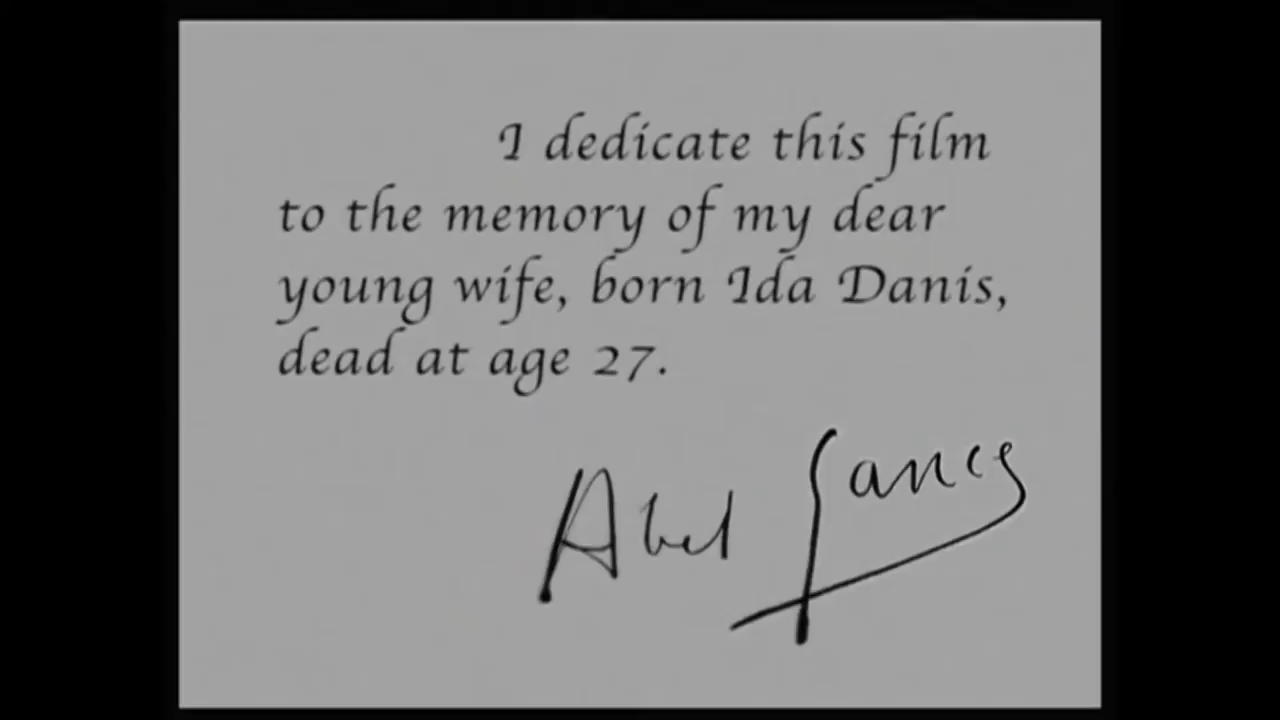 I dedicate this film
to the memory of my dear
young wife, born Ida Danis,
dead at age 27.
Abel Gance